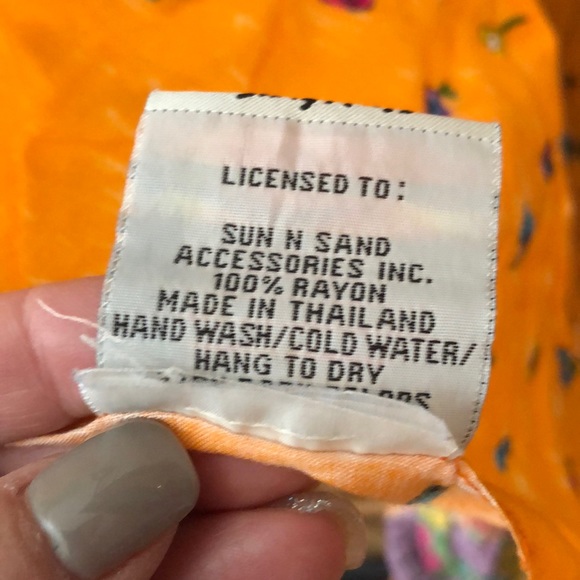 LICENSED TO:
SUN N SAND
ACCESSORIES INC.
100% RAYON
MADE IN THAILAND
HAND WASH/COLD WATER/
HANG TO DRY